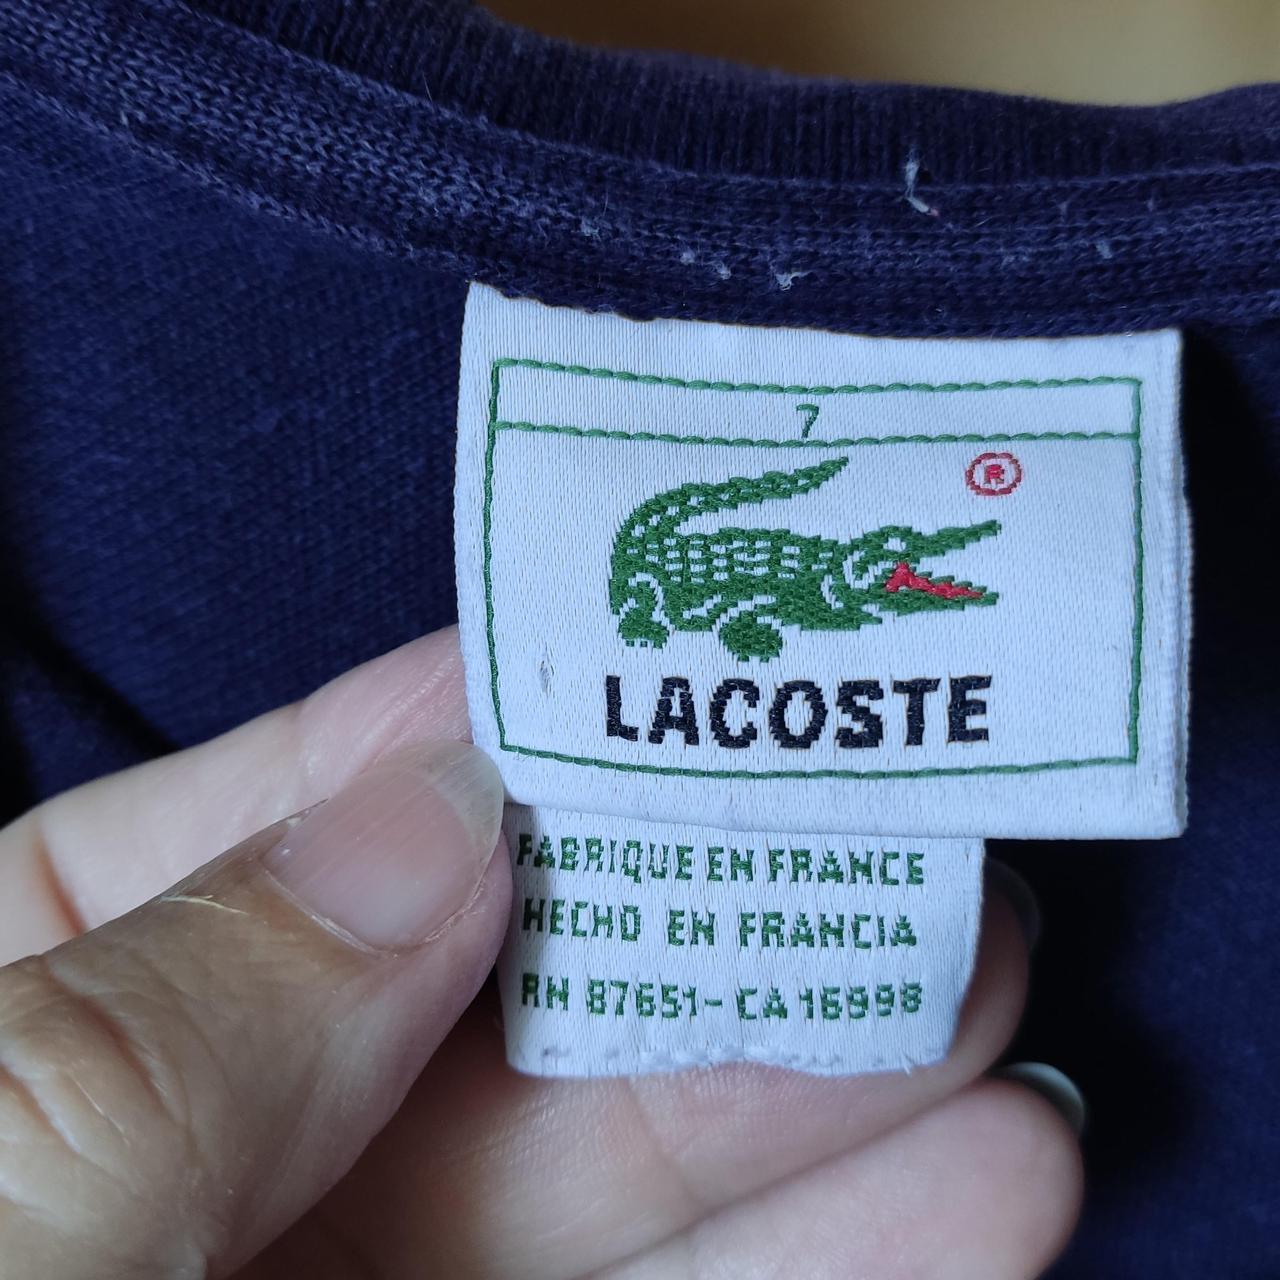 7
®
LACOSTE
FABRIQUE EN FRANCE
HECHO EN FRANCIA
RN 87651- CA 16998